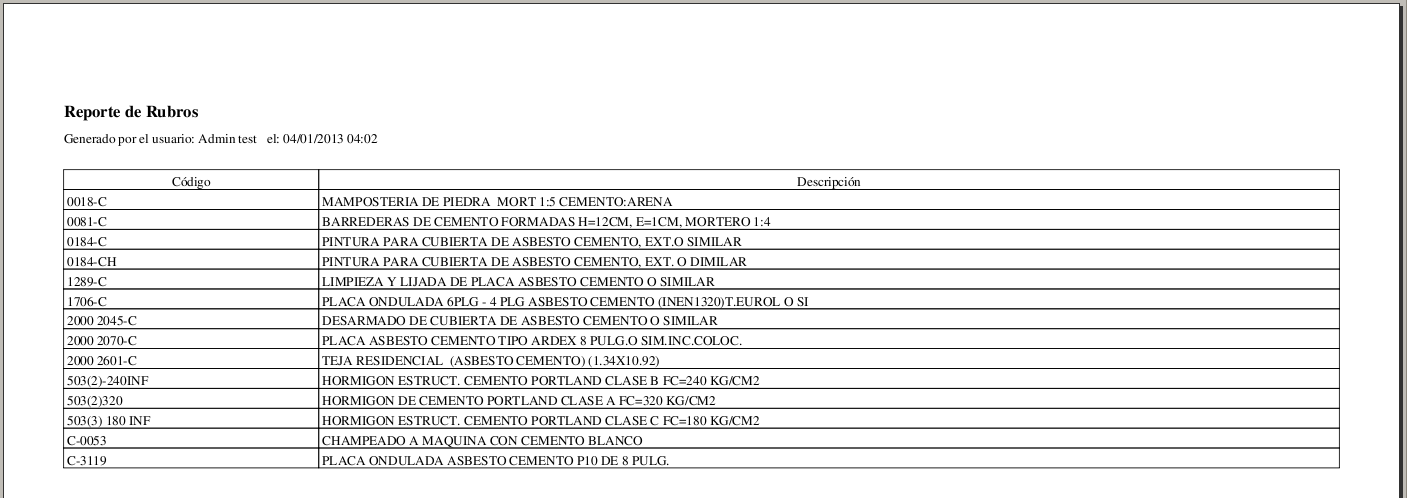 Reporte de Rubros
Generado por el usuario: Admin test el: 04/01/2013 04:02
Código Descripción
0018-C MAMPOSTERIA DE PIEDRA MORT 1:5 CEMENTO:ARENA
0081-C BARREDERAS DE CEMENTO FORMADAS H=12CM, E=1CM, MORTERO 1:4
0184-C PINTURA PARA CUBIERTA DE ASBESTO CEMENTO, EXT.O SIMILAR
0184-CH PINTURA PARA CUBIERTA DE ASBESTO CEMENTO, EXT. O DIMILAR
1289-C LIMPIEZA Y LIJADA DE PLACA ASBESTO CEMENTO O SIMILAR
1706-C PLACA ONDULADA 6PLG - 4 PLG ASBESTO CEMENTO (INEN1320)T.EUROL O SI
2000 2045-C DESARMADO DE CUBIERTA DE ASBESTO CEMENTO O SIMILAR
2000 2070-C PLACA ASBESTO CEMENTO TIPO ARDEX 8 PULG.O SIM.INC.COLOC.
2000 2601-C TEJA RESIDENCIAL (ASBESTO CEMENTO) (1.34X10.92)
503(2)-240INF HORMIGON ESTRUCT. CEMENTO PORTLAND CLASE B FC=240 KG/CM2
503(2)320 HORMIGON DE CEMENTO PORTLAND CLASE A FC=320 KG/CM2
503(3) 180 INF HORMIGON ESTRUCT. CEMENTO PORTLAND CLASE C FC=180 KG/CM2
C-0053 CHAMPEADO A MAQUINA CON CEMENTO BLANCO
C-3119 PLACA ONDULADA ASBESTO CEMENTO P10 DE 8 PULG.